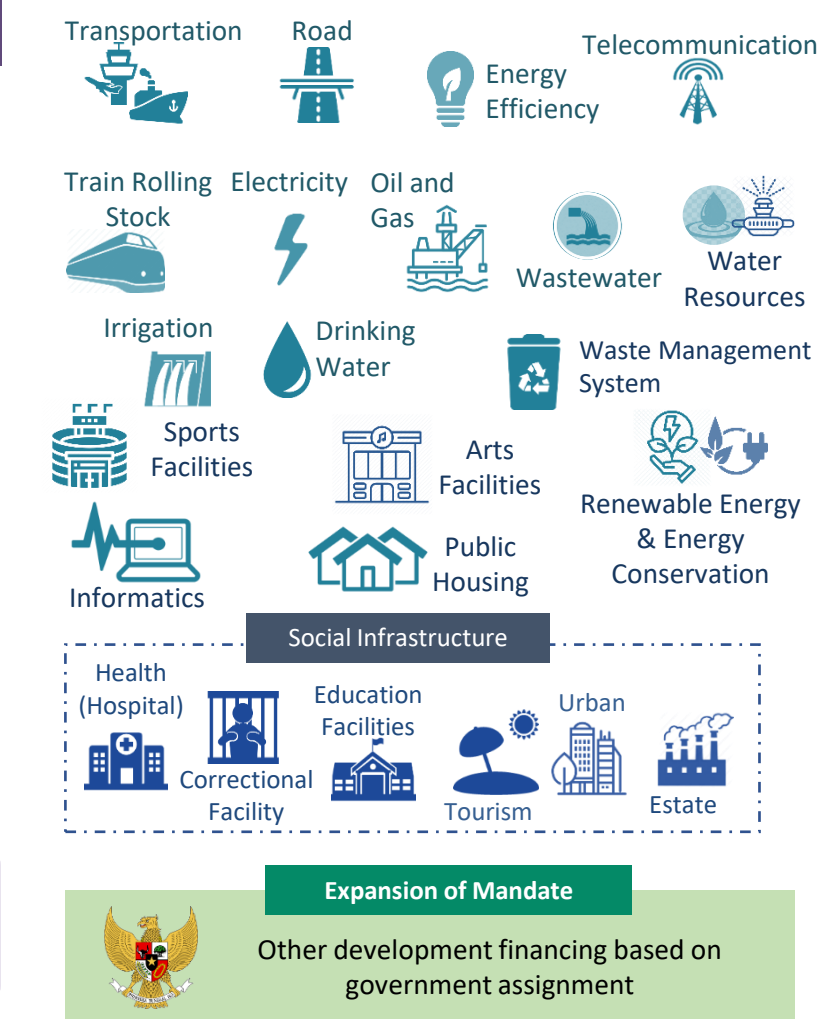 Transportation
Road
Energy
Efficiency
Telecommunication
Train Rolling
Stock
Electricity
Oil and
Gas
Wastewater
Water
Resources
Irrigation
Drinking
Water
Waste Management
System
Sports
Facilities
Arts
Facilities
Renewable Energy
& Energy
Conservation
Informatics
Public
Housing
Social Infrastructure
Health
(Hospital)
Correctional
Facility
Education
Facilities
Tourism
Urban
Estate
Expansion of Mandate
Other development financing based on
government assignment